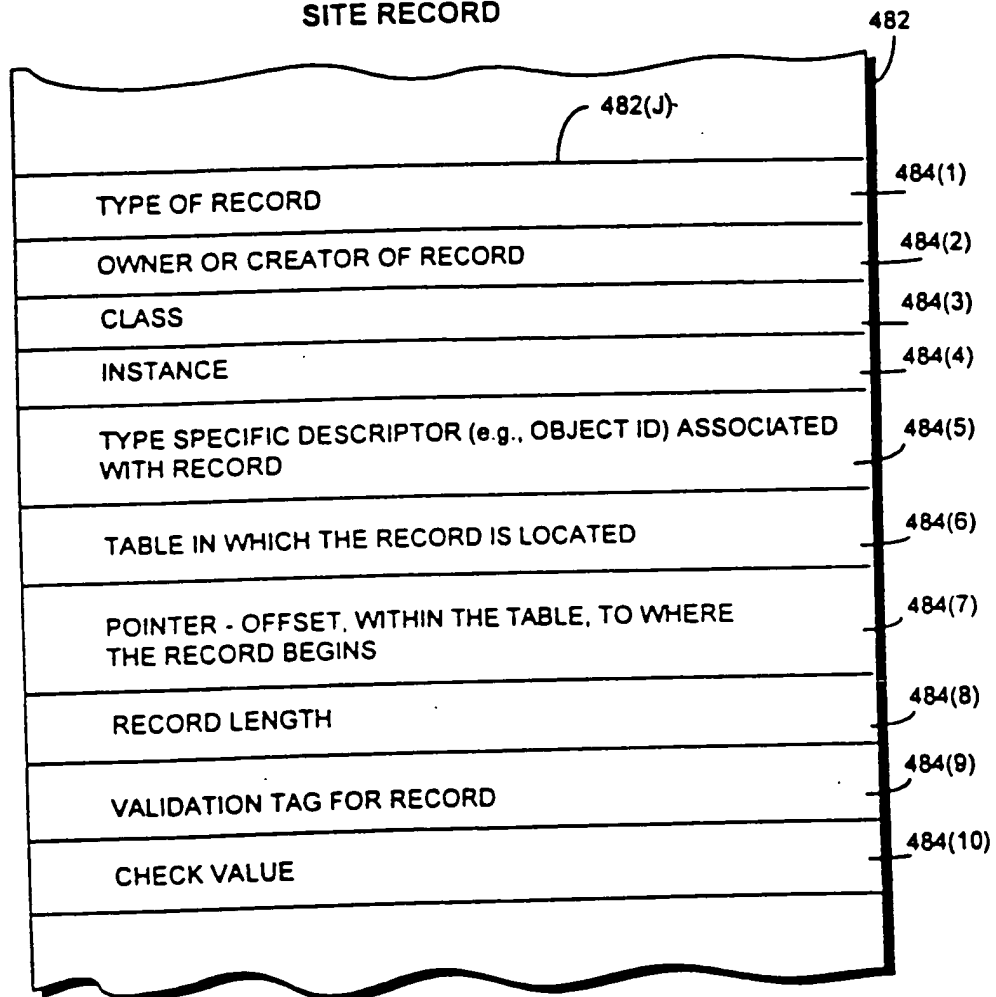 SITE RECORD
482
482(J)
TYPE OF RECORD
484(1)
OWNER OR CREATOR OF RECORD
484(2)
CLASS
484(3)
INSTANCE
484(4)
TYPE SPECIFIC DESCRIPTOR (e.g., OBJECT ID) ASSOCIATED
WITH RECORD
484(5)
TABLE IN WHICH THE RECORD IS LOCATED
484(6)
POINTER - OFFSET, WITHIN THE TABLE, TO WHERE
THE RECORD BEGINS
484(7)
RECORD LENGTH
484(8)
VALIDATION TAG FOR RECORD
484(9)
CHECK VALUE
484(10)